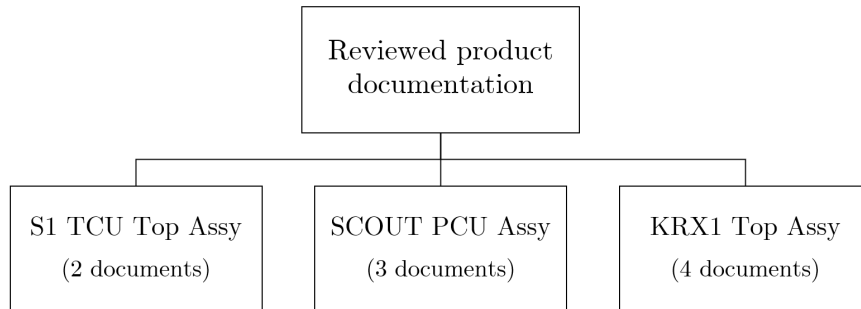 Reviewed product
documentation
S1 TCU Top Assy
(2 documents)
SCOUT PCU Assy
(3 documents)
KRX1 Top Assy
(4 documents)